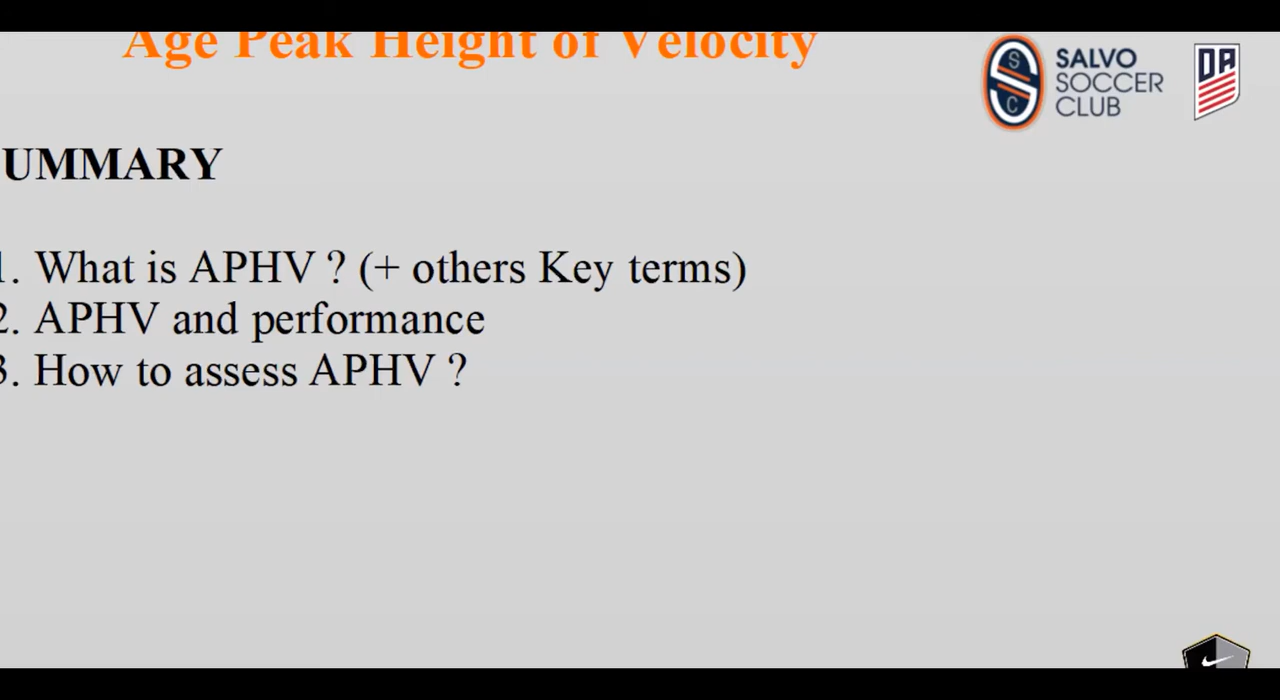 Age Peak Height of Velocity
SALVO
SOCCER
CLUB
S
C
DA
UMMARY
1. What is APHV ? (+ others Key terms)
2. APHV and performance
3. How to assess APHV ?